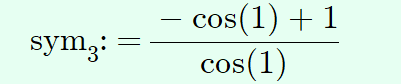 sym₃: = (− cos(1) + 1) / cos(1)